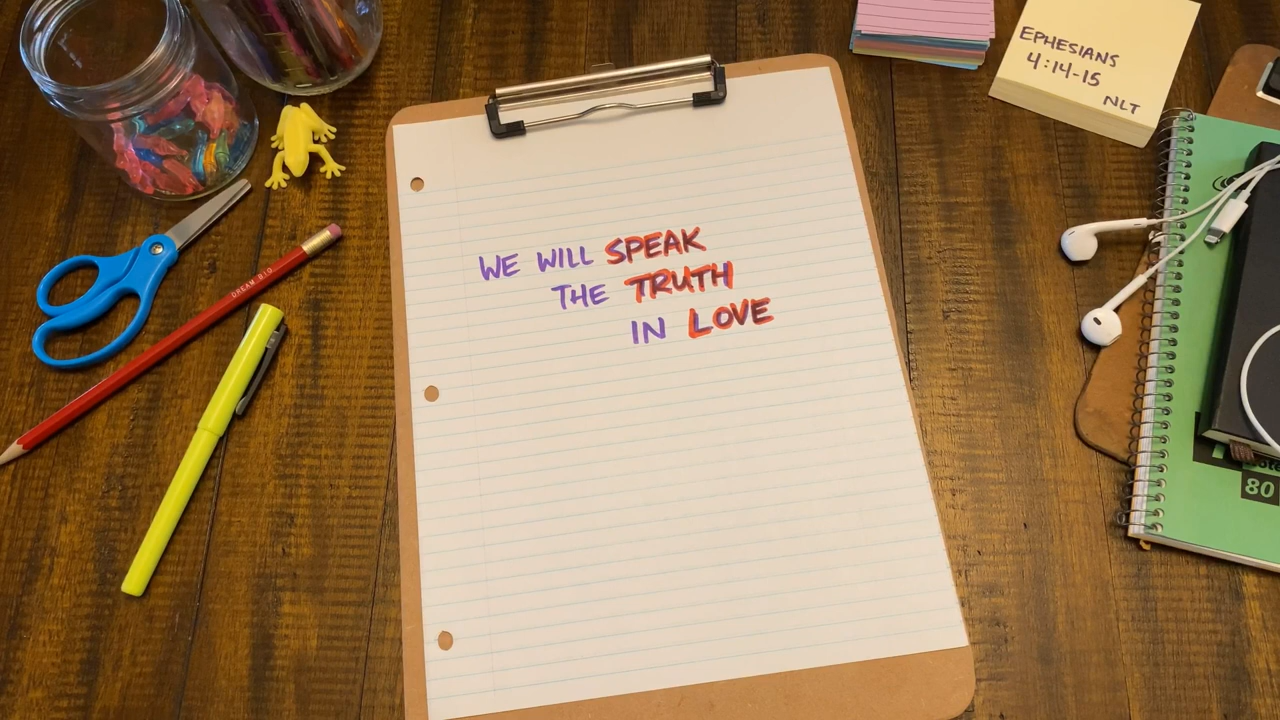 EPHESIANS
4:14-15
NLT
WE WILL SPEAK
THE TRUTH
IN LOVE
DREAM BIG
80